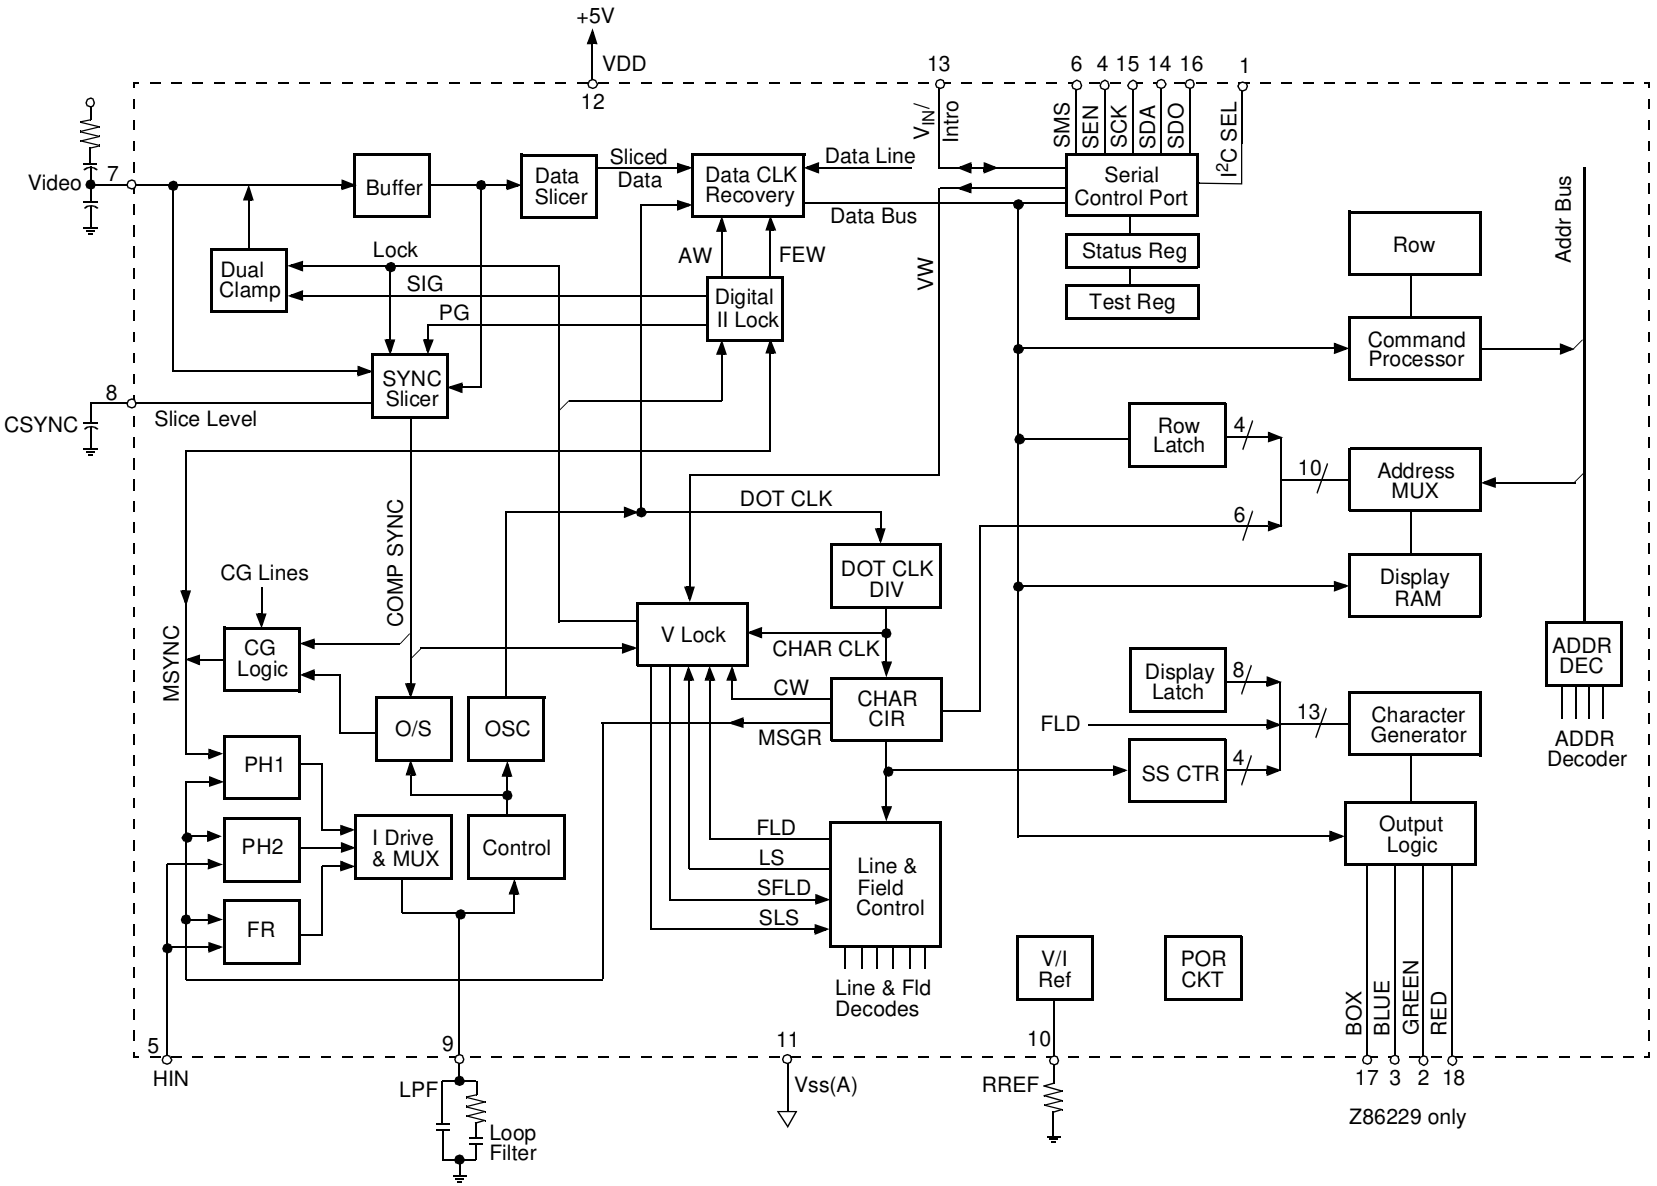 +5V
VDD
12
13
6
4
15
14
16
1
VIN/
Intro
SMS
SEN
SCK
SDA
SDO
I2C SEL
Video
7
Buffer
Data
Slicer
Sliced
Data
Data CLK
Recovery
Data Line
Data Bus
Serial
Control Port
Status Reg
Test Reg
Addr Bus
Row
Command
Processor
Dual
Clamp
Lock
SIG
PG
AW
FEW
Digital
II Lock
VW
SYNC
Slicer
CSYNC
8
Slice Level
Row
Latch
4
10
6
Address
MUX
Display
RAM
COMP SYNC
DOT CLK
DOT CLK
DIV
CG Lines
CG
Logic
MSYNC
V Lock
CHAR CLK
CW
MSGR
CHAR
CIR
O/S
OSC
Display
Latch
8
FLD
13
SS CTR
4
Character
Generator
ADDR
DEC
ADDR
Decoder
PH1
PH2
FR
I Drive
& MUX
Control
FLD
LS
SFLD
SLS
Line &
Field
Control
Line & Fld
Decodes
Output
Logic
V/I
Ref
POR
CKT
BOX
BLUE
GREEN
RED
5
HIN
9
LPF
Loop
Filter
11
Vss(A)
10
RREF
17
3
2
18
Z86229 only